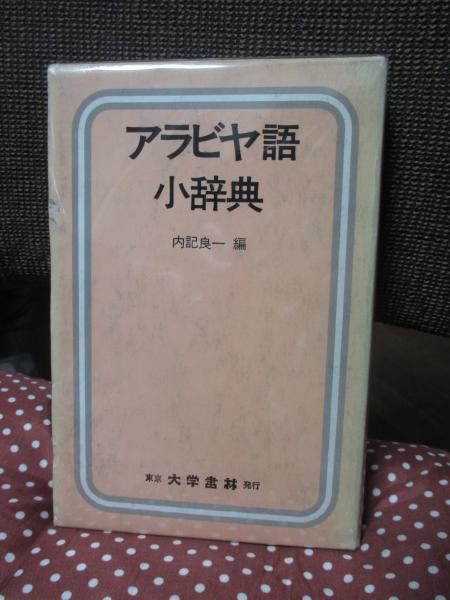 アラビヤ語
小辞典
内記良一 編
東京 大学書林 発行